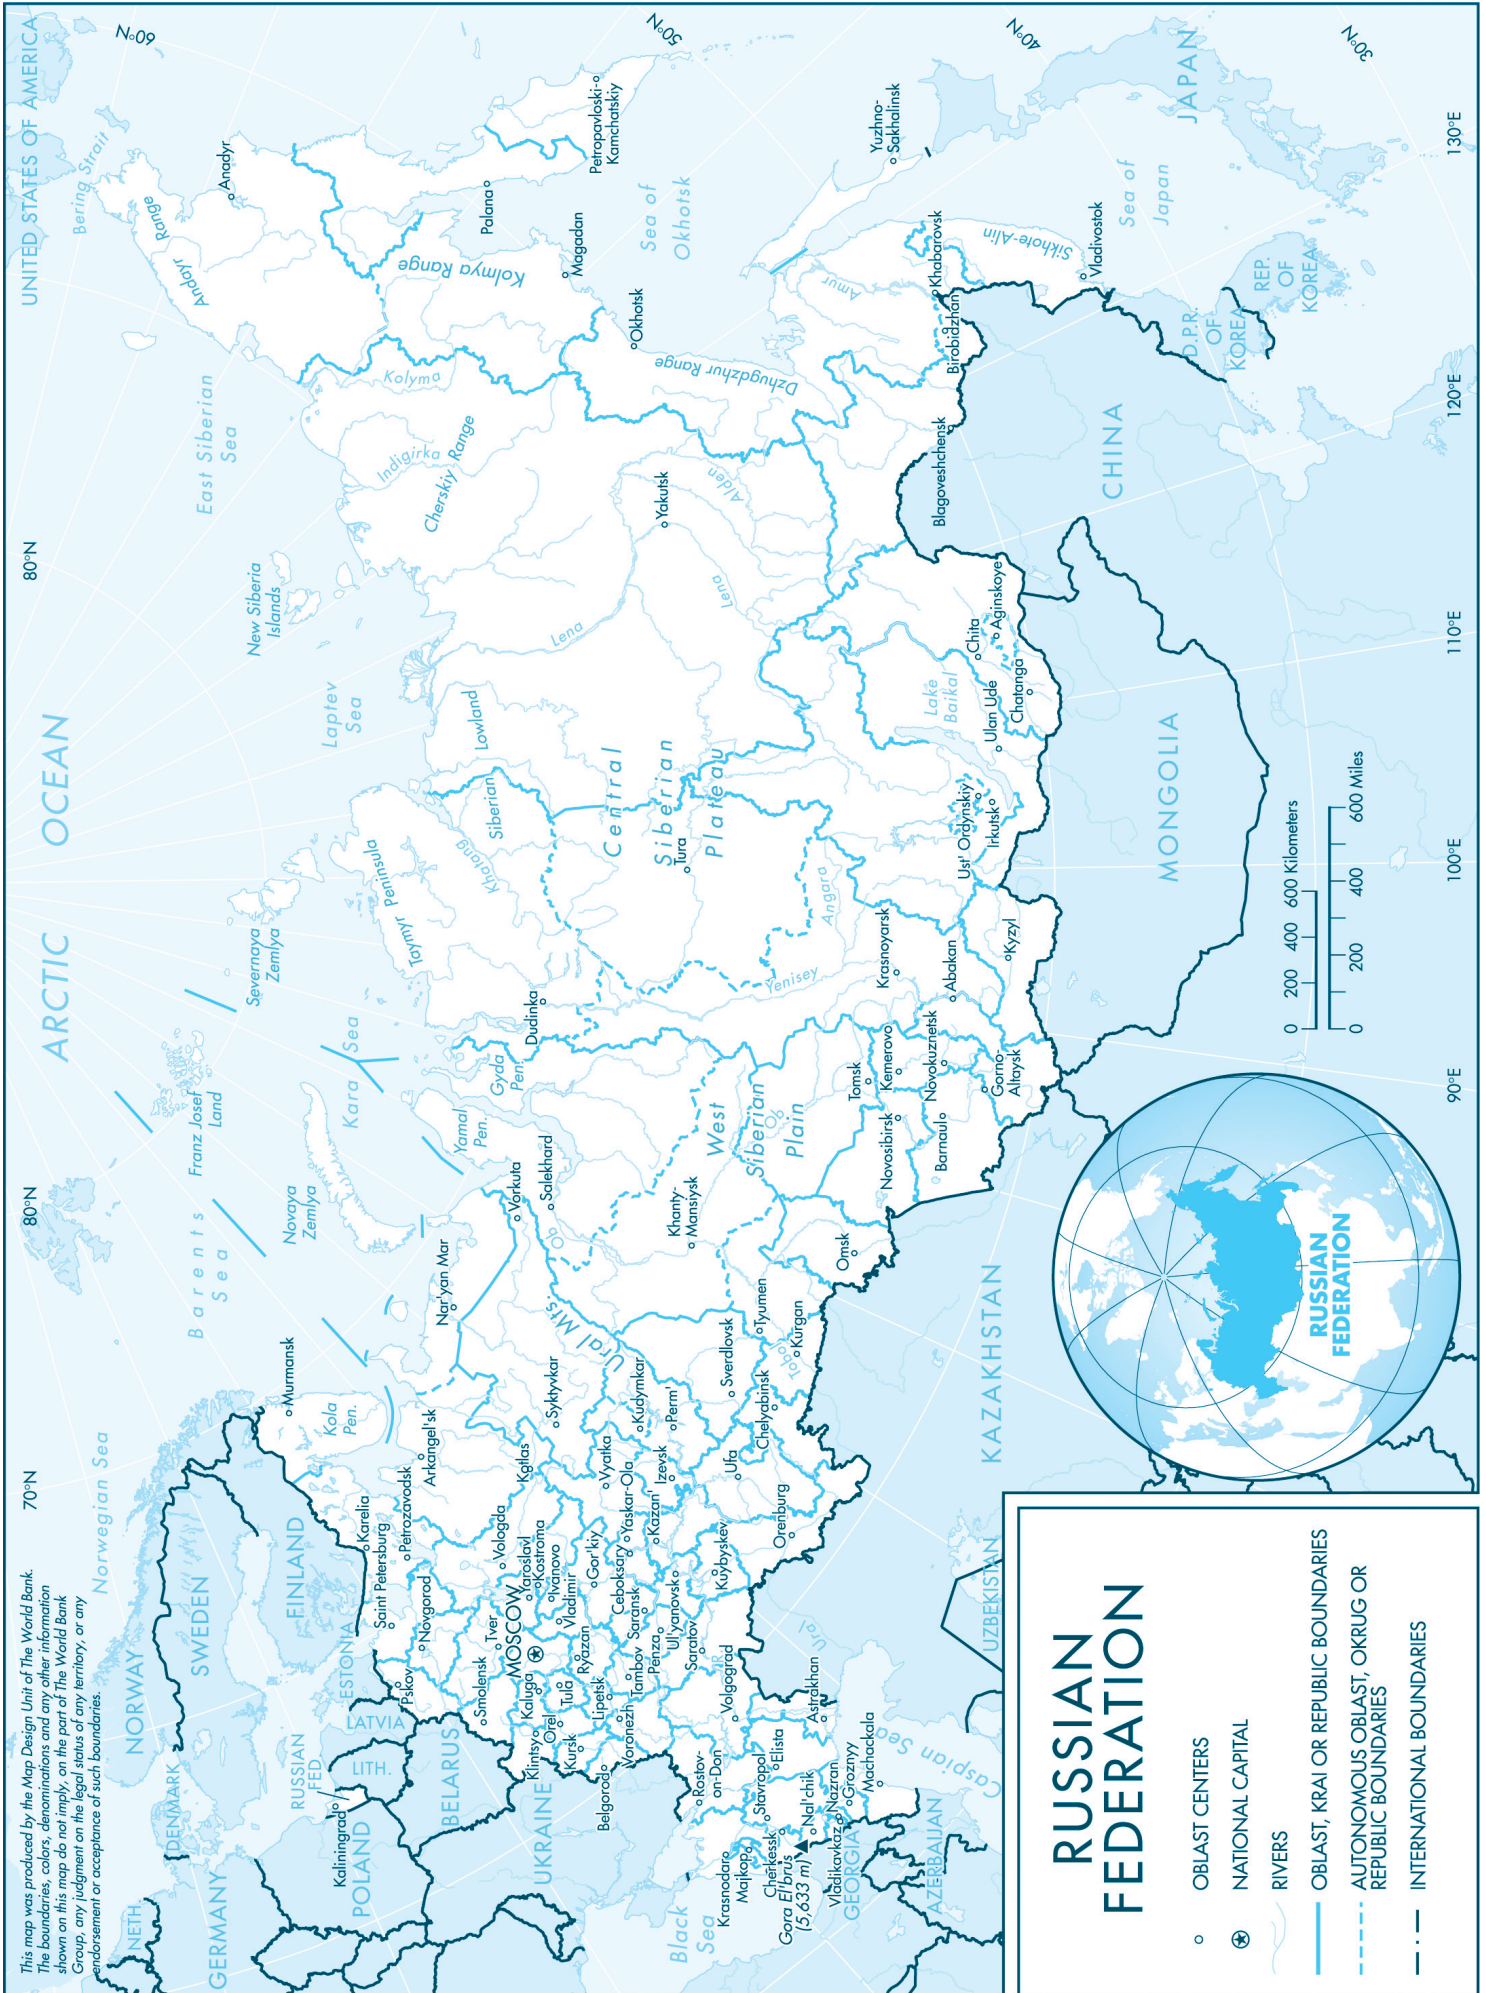 This map was produced by the Map Design Unit of The World Bank.
The boundaries, colors, denominations and any other information
shown on this map do not imply, on the part of The World Bank
Group, any judgment on the legal status of any territory, or any
endorsement or acceptance of such boundaries.
RUSSIAN
FEDERATION
OBLAST CENTERS
NATIONAL CAPITAL
RIVERS
OBLAST, KRAI OR REPUBLIC BOUNDARIES
AUTONOMOUS OBLAST, OKRUG OR
REPUBLIC BOUNDARIES
INTERNATIONAL BOUNDARIES
RUSSIAN
FEDERATION
0 200 400 600 Kilometers
0 200 400 600 Miles
70°N
80°N
80°N
60°N
50°N
40°N
30°N
90°E
100°E
110°E
120°E
130°E
ARCTIC OCEAN
Norwegian Sea
Barents
Sea
Kara Sea
Laptev
Sea
East Siberian
Sea
Bering Strait
Sea of
Okhotsk
Sea of
Japan
Black
Sea
Caspian Sea
UNITED STATES OF AMERICA
NETH.
GERMANY
DENMARK
NORWAY
SWEDEN
FINLAND
ESTONIA
LATVIA
LITH.
RUSSIAN
FED.
POLAND
BELARUS
UKRAINE
GEORGIA
AZERBAIJAN
UZBEKISTAN
KAZAKHSTAN
MONGOLIA
CHINA
D.P.R.
OF
KOREA
REP.
OF
KOREA
JAPAN
Franz Josef
Land
Novaya
Zemlya
Severnaya
Zemlya
New Siberia
Islands
Kola
Pen.
Yamal
Pen.
Gyda
Pen.
Taymyr Peninsula
Khatang
Siberian
Lowland
Central
Siberian
Plateau
West
Siberian
Plain
Ural Mts.
Cherskiy Range
Kolmya Range
Andayr Range
Dzhugdzhur Range
Sikhote-Alin
Lake
Baikal
Ob
Ob
Tobol
Ural
Yenisey
Angara
Lena
Lena
Alden
Indigirka
Kolyma
Amur
Kaliningrad
Murmansk
Karelia
Saint Petersburg
Petrozavodsk
Arkangel'sk
Novgorod
Pskov
Nar'yan Mar
Vorkuta
Salekhard
Smolensk
Tver
Vologda
Kotlas
Syktyvkar
MOSCOW
Yaroslavl
Kostroma
Ivanovo
Vladimir
Gor'kiy
Vyatka
Kudymkar
Perm'
Klintsy
Kaluga
Orel
Tula
Ryazan
Kursk
Lipetsk
Belgorod
Voronezh
Tambov
Saransk
Ceboksary
Yaskar-Ola
Kazan'
Izevsk
Penza
Ul'yanovsk
Saratov
Kuybyskev
Ufa
Orenburg
Sverdlovsk
Chelyabinsk
Tyumen
Kurgan
Rostov-
on-Don
Volgograd
Astrakhan
Elista
Krasnodar
Majkop
Stavropol
Cherkessk
Gora El'brus
(5,633 m)
Nal'chik
Vladikavkaz
Nazran
Groznyy
Machackala
Khanty-
Mansiysk
Omsk
Dudinka
Tura
Tomsk
Kemerovo
Novosibirsk
Novokuznetsk
Barnaul
Gorno-
Altaysk
Krasnoyarsk
Abakan
Kyzyl
Ust' Ordynskiy
Irkutsk
Ulan Ude
Chatanga
Chita
Aginskoye
Yakutsk
Blagoveshchensk
Birobidzhan
Khabarovsk
Vladivostok
Yuzhno-
Sakhalinsk
Okhotsk
Magadan
Palana
Petropavloski-
Kamchatskiy
Anadyr